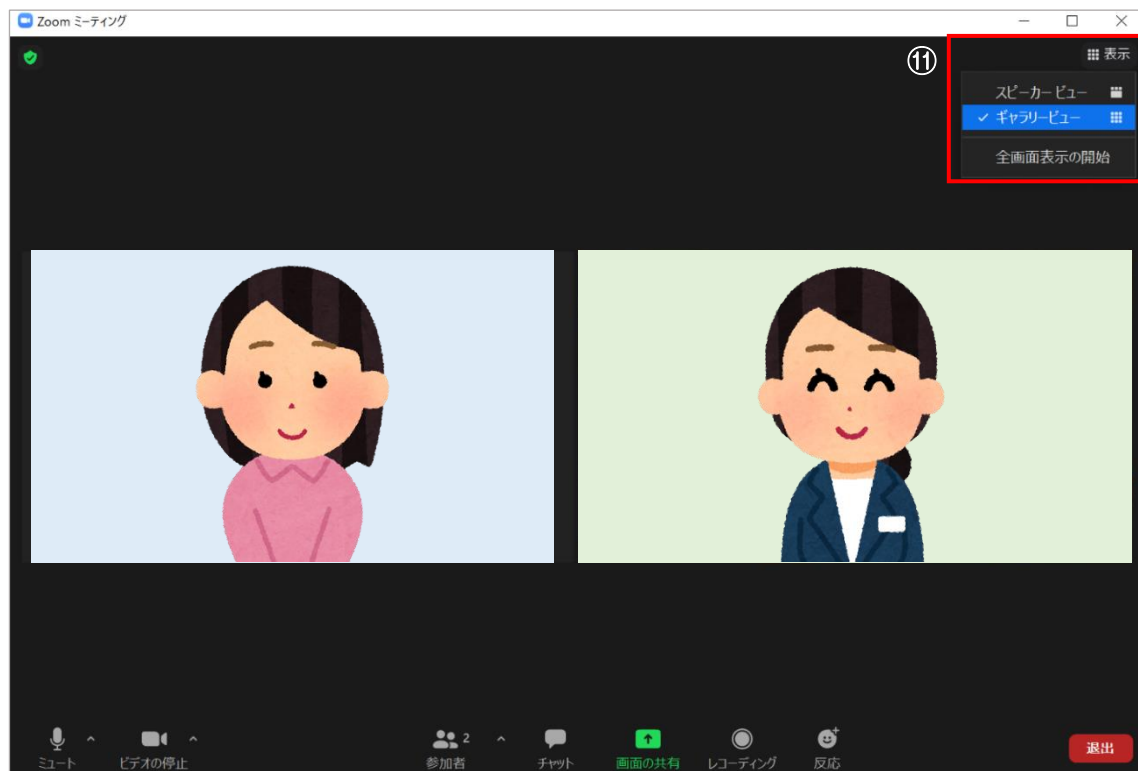 Zoom ミーティング
⑪
表示
スピーカー ビュー
ギャラリービュー
全画面表示の開始
2
ミュート
ビデオの停止
参加者
チャット
画面の共有
レコーディング
反応
退出